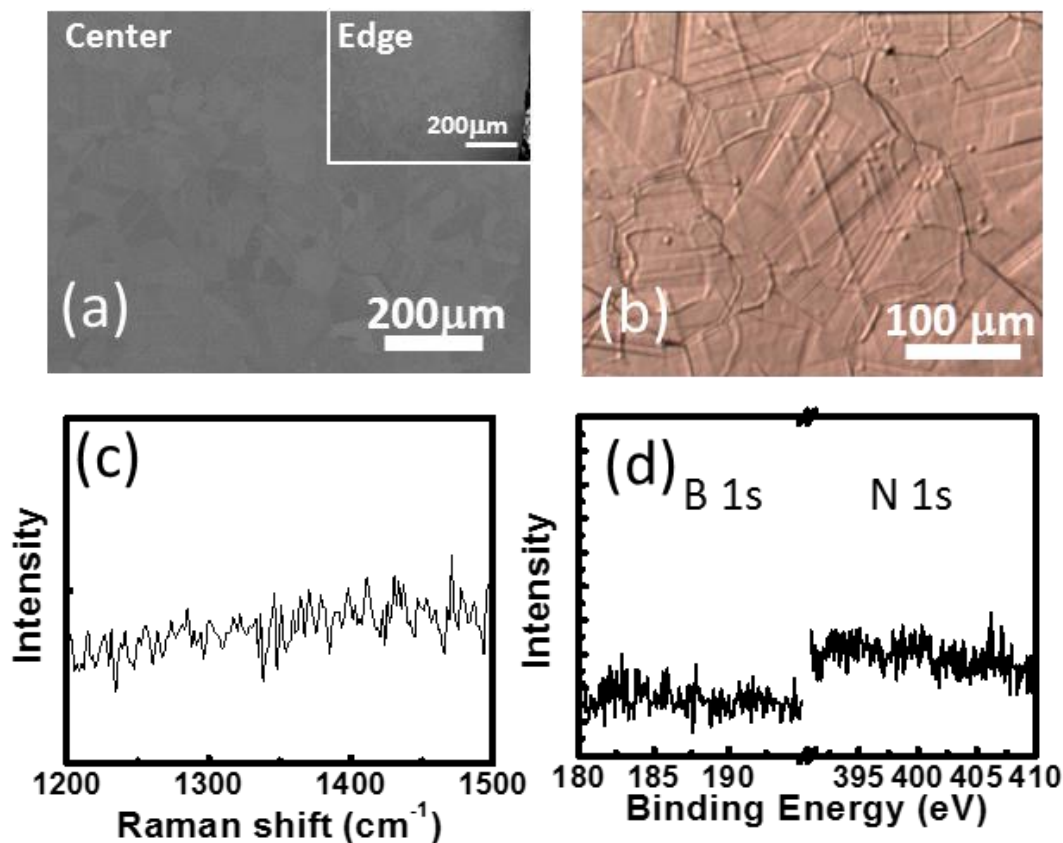 Center
Edge
200μm
(a)
200μm
(b)
100 μm
(c)
Intensity
1200 1300 1400 1500
Raman shift (cm⁻¹)
(d)
B 1s N 1s
Intensity
180 185 190 395 400 405 410
Binding Energy (eV)